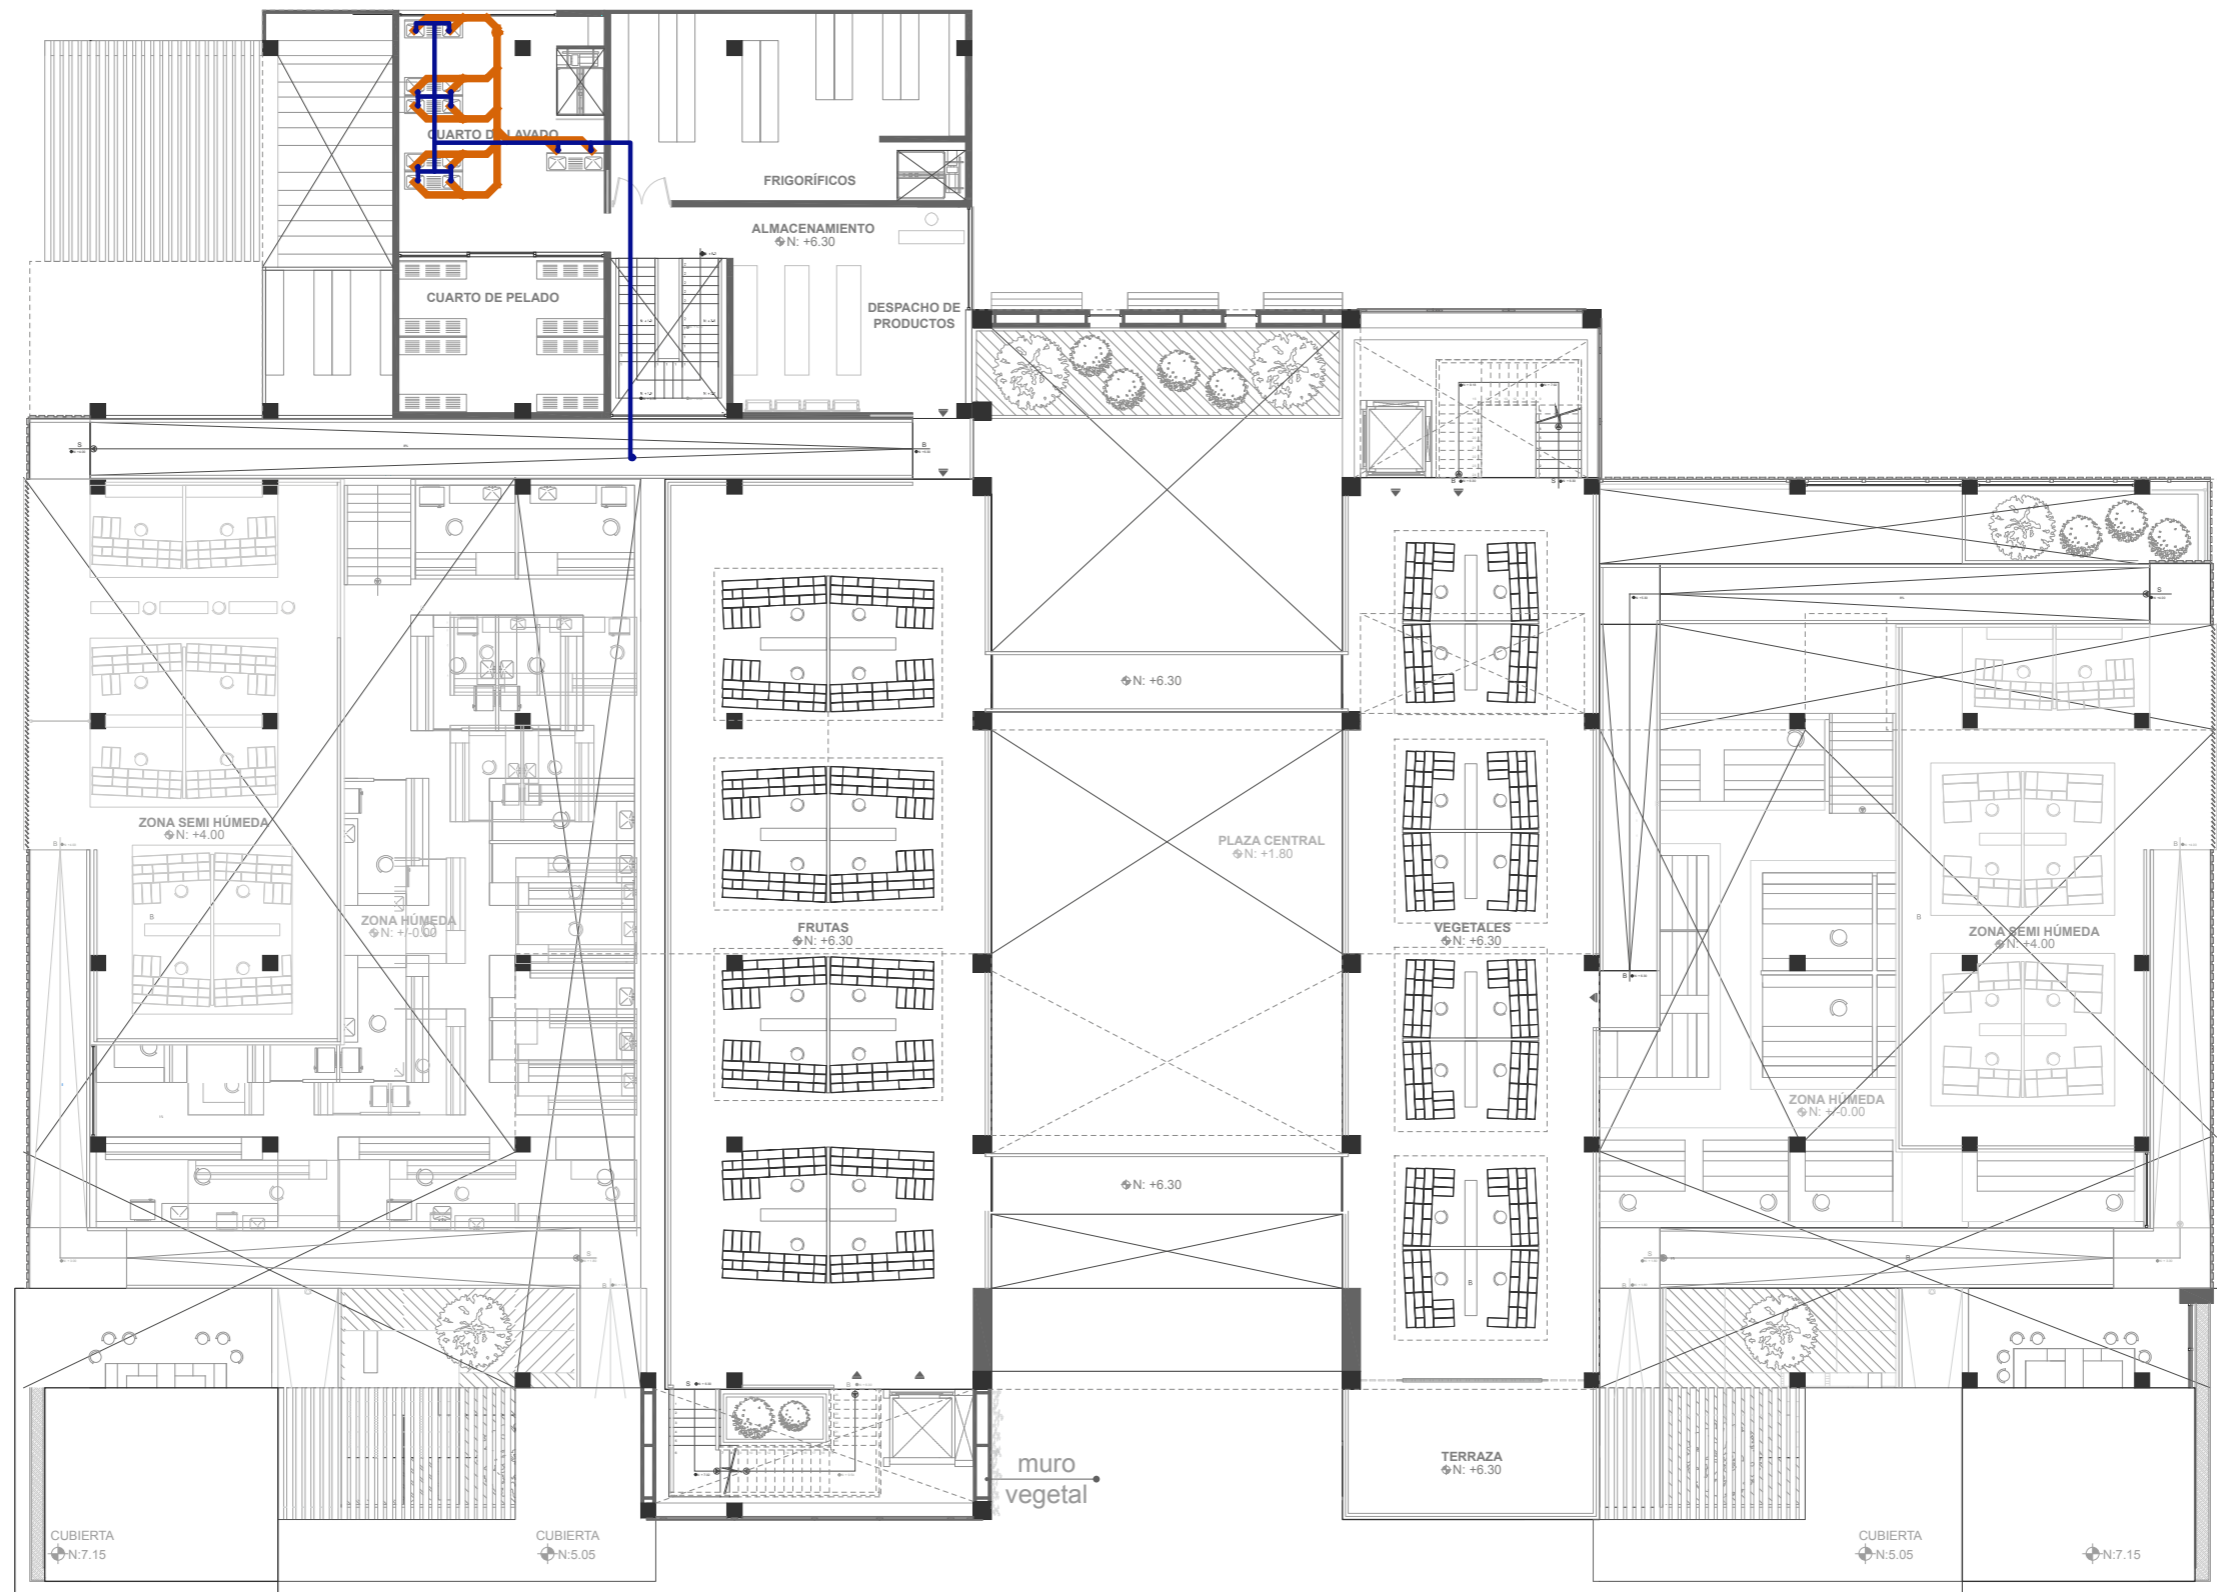 CUARTO DE LAVADO
FRIGORÍFICOS
ALMACENAMIENTO
N: +6.30
CUARTO DE PELADO
DESPACHO DE
PRODUCTOS
S
B
B
S
S
N: +6.30
ZONA SEMI HÚMEDA
N: +4.00
PLAZA CENTRAL
N: +1.80
B
B
ZONA HÚMEDA
N: +/-0.00
B
FRUTAS
N: +6.30
VEGETALES
N: +6.30
B
ZONA SEMI HÚMEDA
N: +4.00
B
ZONA HÚMEDA
N: +/-0.00
N: +6.30
S
S
B
B
B
B
S
B
muro
vegetal
TERRAZA
N: +6.30
CUBIERTA
N:7.15
CUBIERTA
N:5.05
CUBIERTA
N:5.05
N:7.15